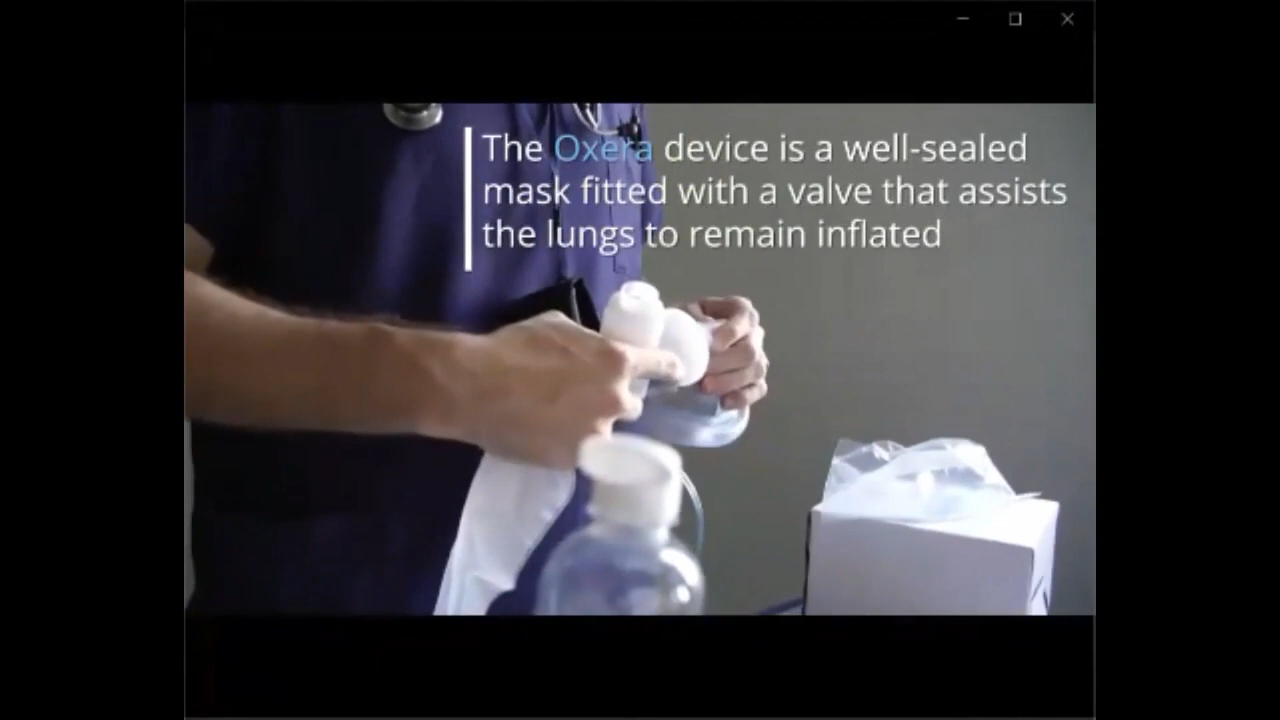 The Oxera device is a well-sealed
mask fitted with a valve that assists
the lungs to remain inflated